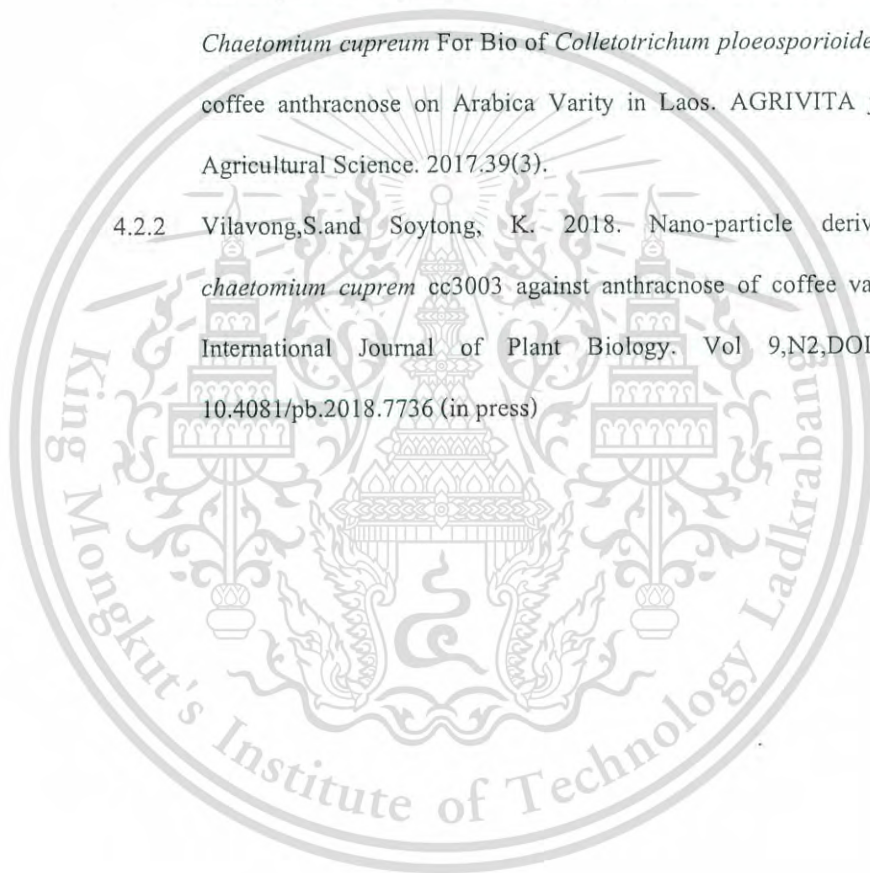 Chaetomium cupreum For Bio of Colletotrichum ploeosporioide
coffee anthracnose on Arabica Varity in Laos. AGRIVITA
Agricultural Science. 2017.39(3).
4.2.2 Vilavong,S.and Soytong, K. 2018. Nano-particle deriv
chaetomium cuprem cc3003 against anthracnose of coffee va
International Journal of Plant Biology. Vol 9,N2,DOI
10.4081/pb.2018.7736 (in press)
King Mongkut's Institute of Technology Ladkrabang